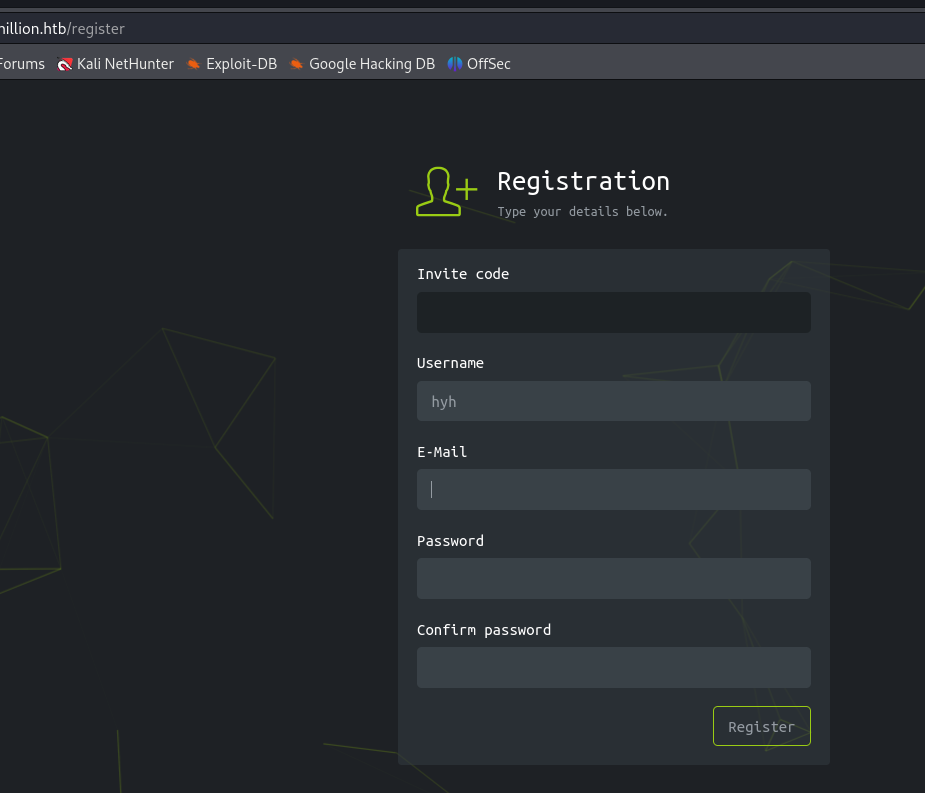 nillion.htb/register
Forums Kali NetHunter Exploit-DB Google Hacking DB OffSec
Registration
Type your details below.
Invite code
Username
hyh
E-Mail
Password
Confirm password
Register